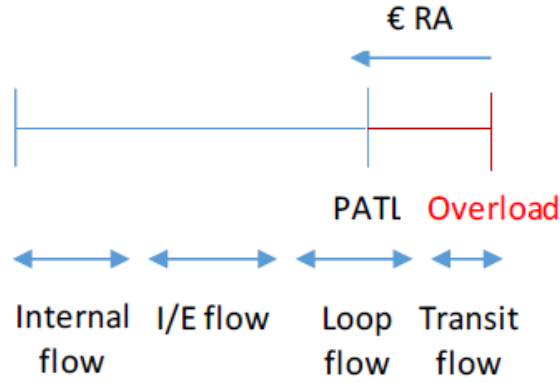 € RA
PATL Overload
Internal flow
I/E flow
Loop flow
Transit flow